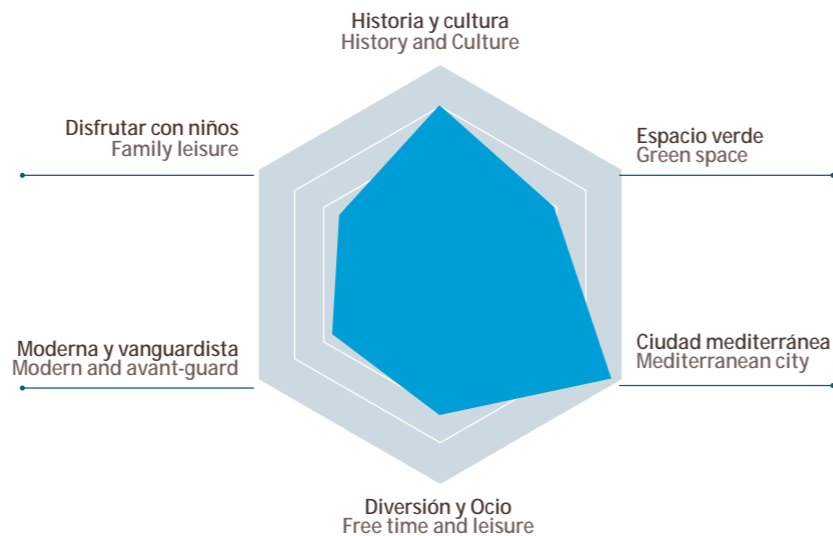 Historia y cultura
History and Culture
Disfrutar con niños
Family leisure
Espacio verde
Green space
Moderna y vanguardista
Modern and avant-guard
Ciudad mediterránea
Mediterranean city
Diversión y Ocio
Free time and leisure